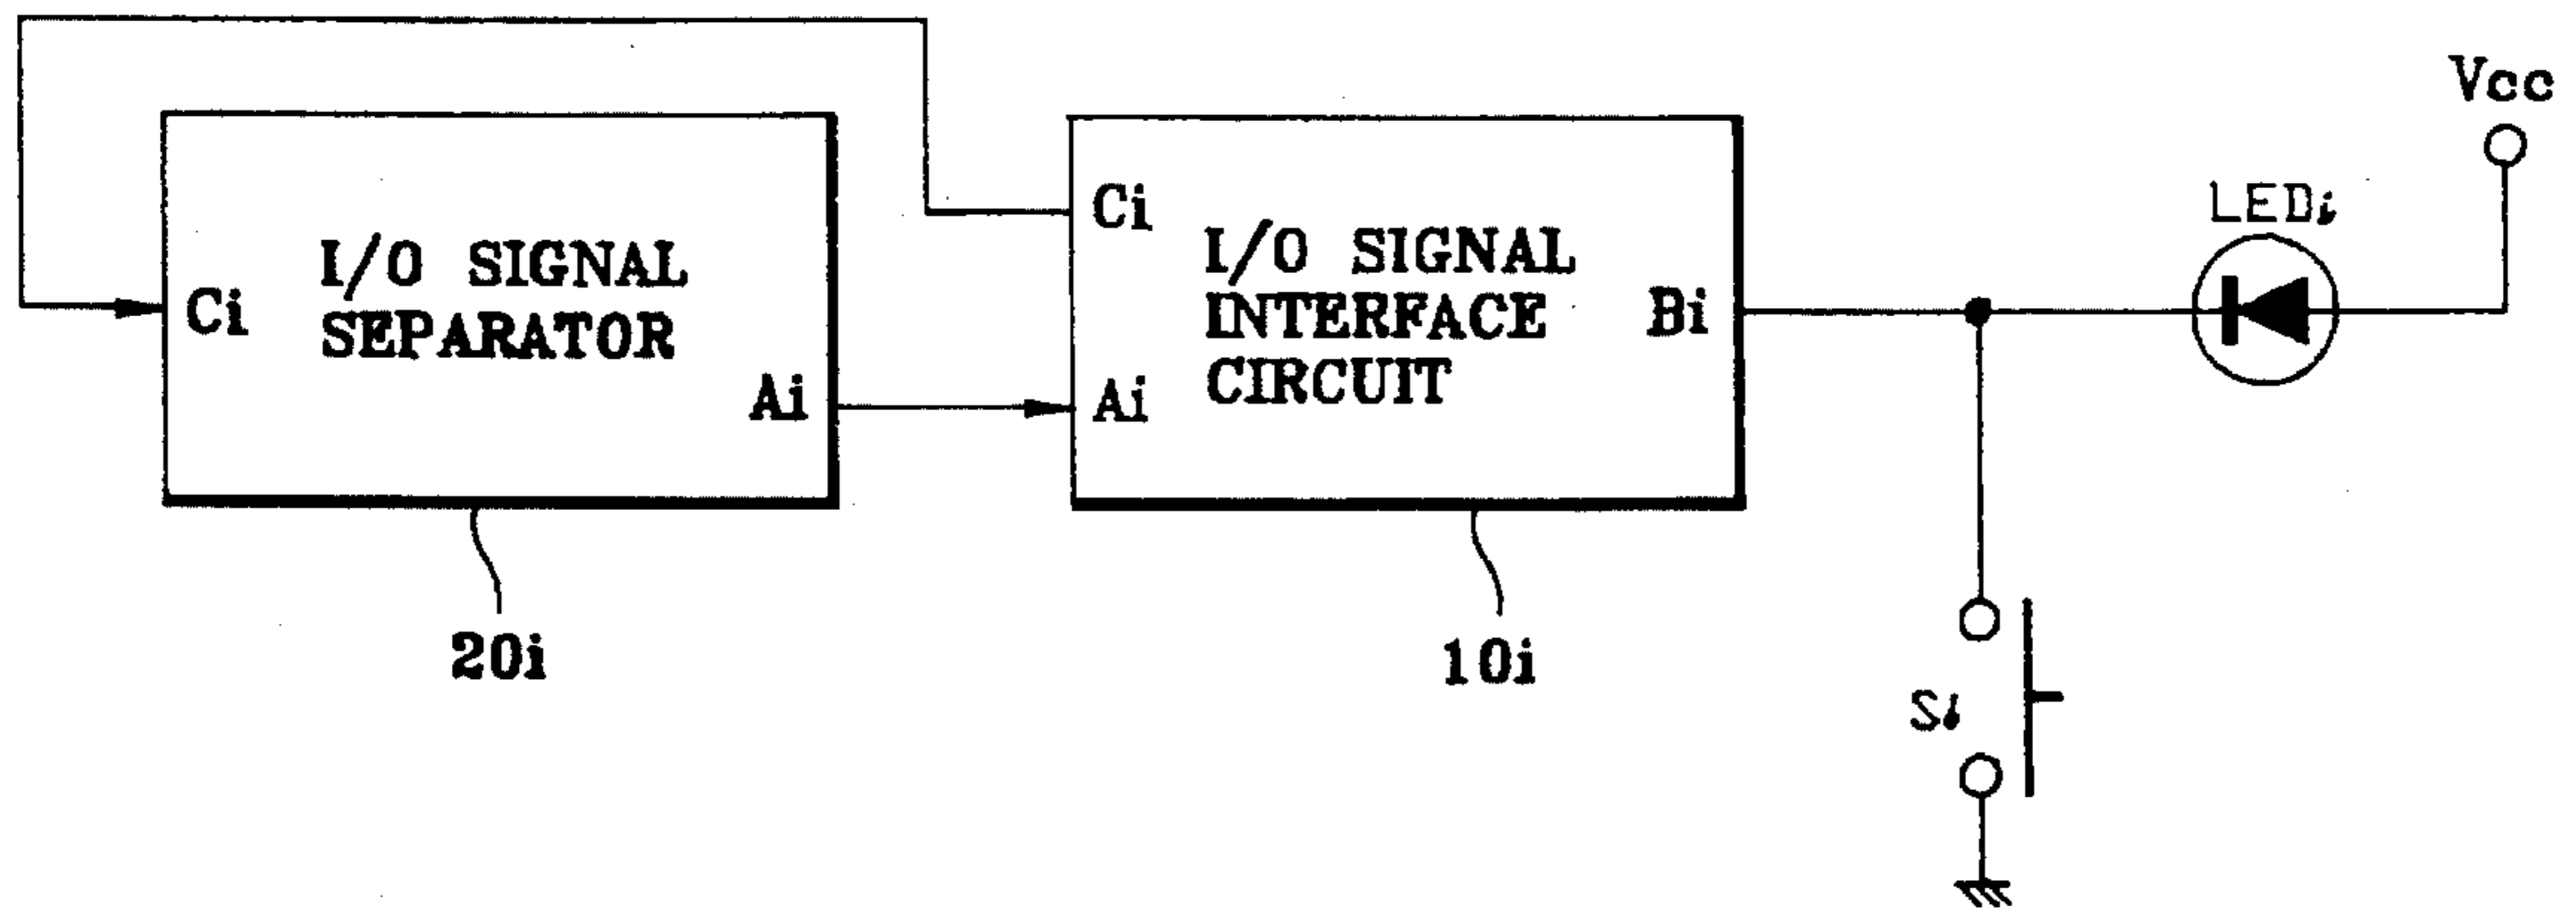 Vcc
LEDi
Ci
I/O SIGNAL
SEPARATOR
Ai
Ci
I/O SIGNAL
INTERFACE
CIRCUIT
Ai
Bi
20i
10i
Si